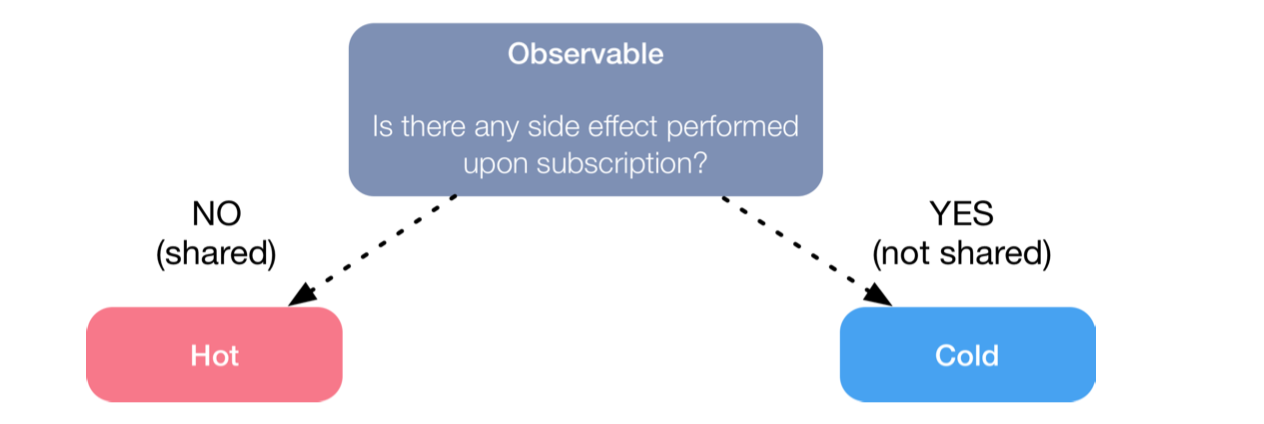 Observable
Is there any side effect performed
upon subscription?
NO
(shared)
YES
(not shared)
Hot
Cold